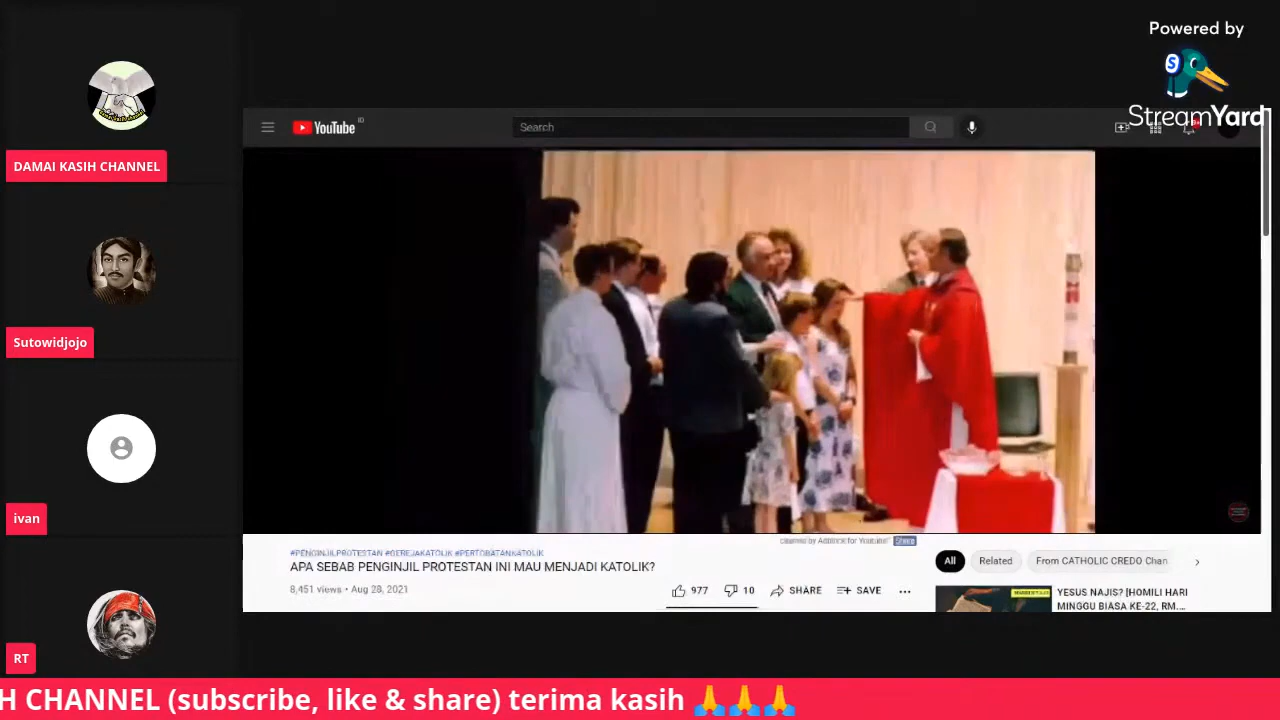 Powered by
StreamYard
DAMAI KASIH CHANNEL
Sutowidjojo
ivan
RT
YouTube
ID
Search
#PENGINJILPROTESTAN #GEREJAKATOLIK #PERTOBATANKATOLIK
APA SEBAB PENGINJIL PROTESTAN INI MAU MENJADI KATOLIK?
8,451 views • Aug 28, 2021
977
10
SHARE
SAVE
All
Related
From CATHOLIC CREDO Chan
YESUS NAJIS? [HOMILI HARI
MINGGU BIASA KE-22, RM....
H CHANNEL (subscribe, like & share) terima kasih 🙏🙏🙏